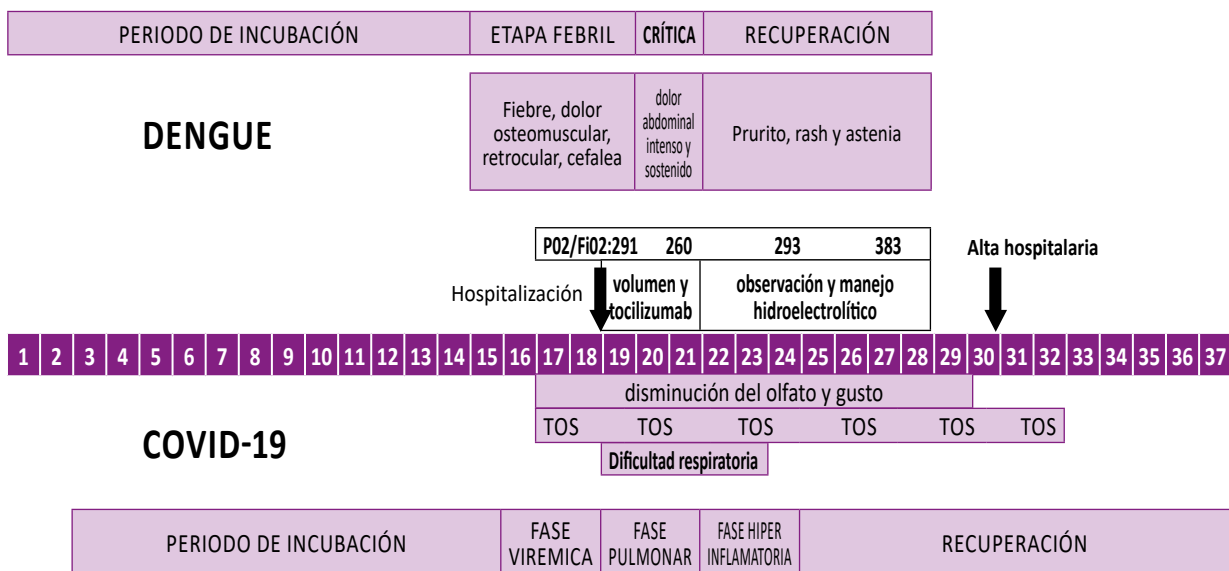 PERIODO DE INCUBACIÓN ETAPA FEBRIL CRÍTICA RECUPERACIÓN
DENGUE
Fiebre, dolor
osteomuscular,
retrocular, cefalea
dolor
abdominal
intenso y
sostenido
Prurito, rash y astenia
P02/Fi02:291 260 293 383
Alta hospitalaria
Hospitalización
volumen y
tocilizumab
observación y manejo
hidroelectrolítico
1 2 3 4 5 6 7 8 9 10 11 12 13 14 15 16 17 18 19 20 21 22 23 24 25 26 27 28 29 30 31 32 33 34 35 36 37
disminución del olfato y gusto
TOS TOS TOS TOS TOS TOS
COVID-19
Dificultad respiratoria
PERIODO DE INCUBACIÓN
FASE
VIREMICA
FASE
PULMONAR
FASE HIPER
INFLAMATORIA
RECUPERACIÓN